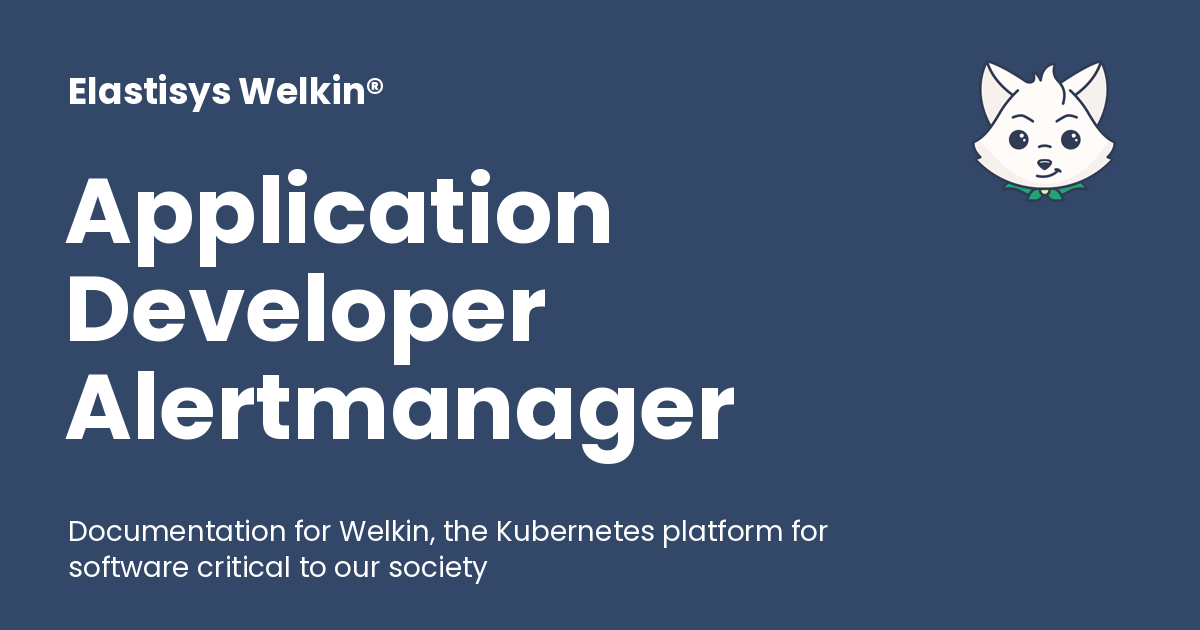 Elastisys Welkin®
Application
Developer
Alertmanager
Documentation for Welkin, the Kubernetes platform for
software critical to our society